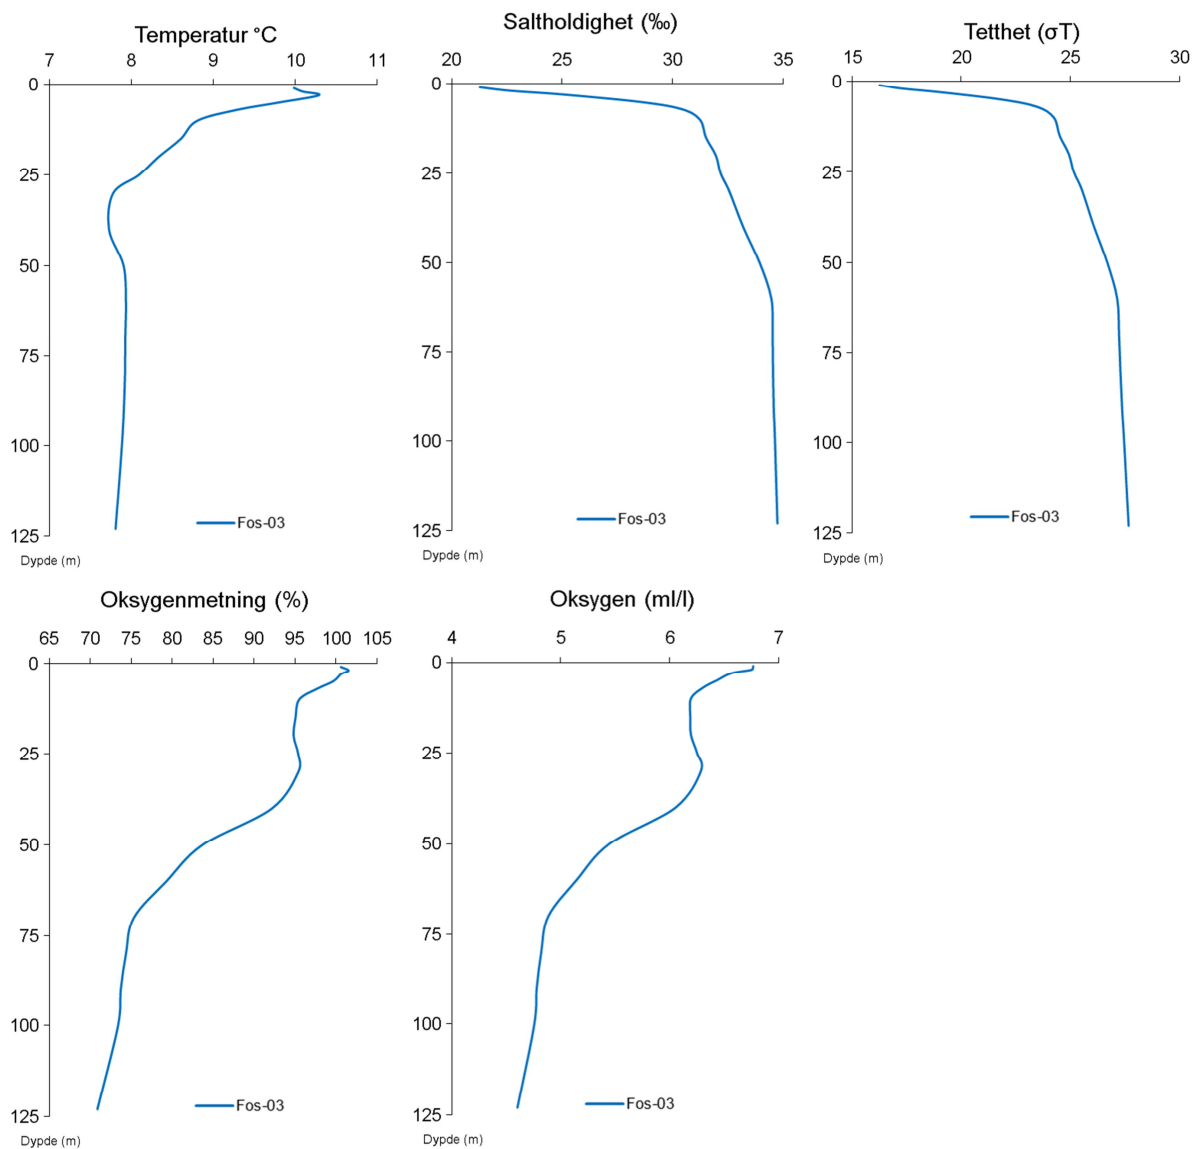 Temperatur °C
7 8 9 10 11
0
25
50
75
100
125
Fos-03
Dypde (m)
Saltholdighet (‰)
20 25 30 35
0
25
50
75
100
125
Fos-03
Dypde (m)
Tetthet (σT)
15 20 25 30
0
25
50
75
100
125
Fos-03
Dypde (m)
Oksygenmetning (%)
65 70 75 80 85 90 95 100 105
0
25
50
75
100
125
Fos-03
Dypde (m)
Oksygen (ml/l)
4 5 6 7
0
25
50
75
100
125
Fos-03
Dypde (m)